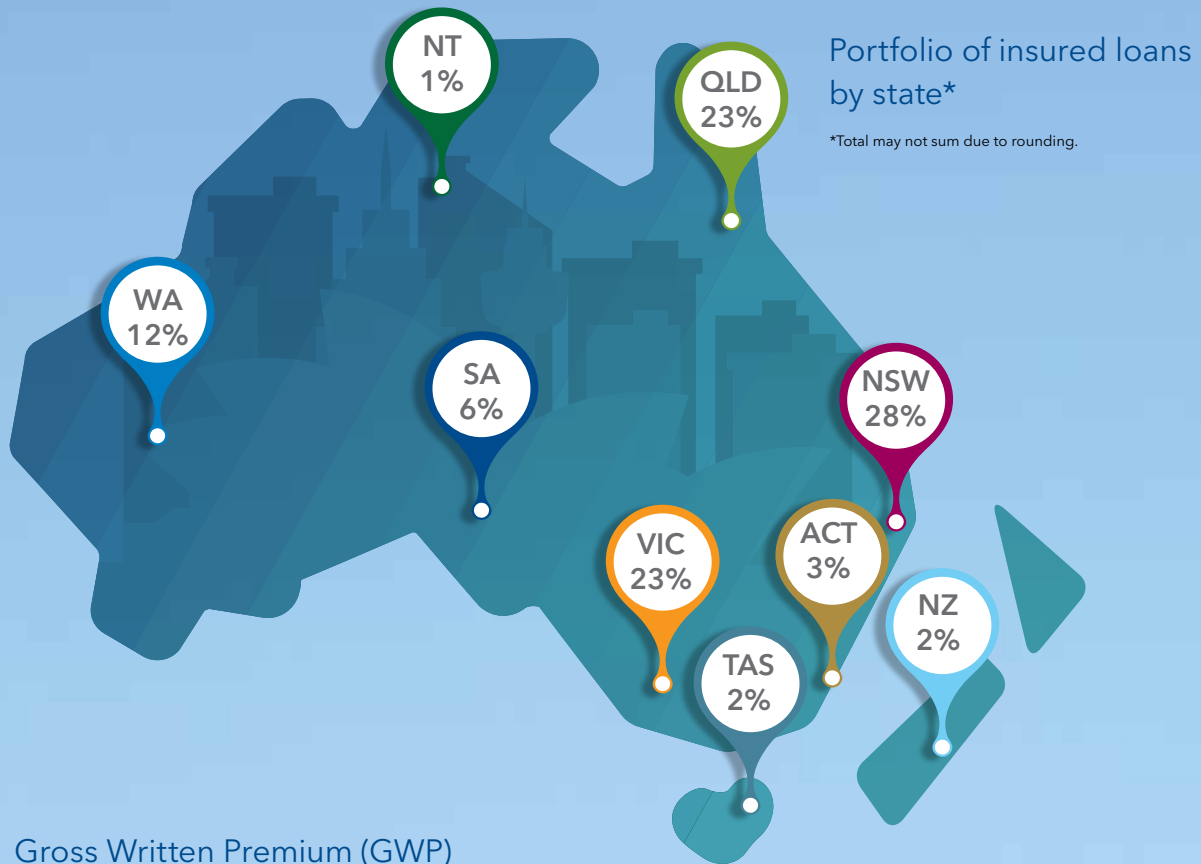 Portfolio of insured loans
by state*
*Total may not sum due to rounding.
NT
1%
QLD
23%
WA
12%
SA
6%
NSW
28%
VIC
23%
ACT
3%
NZ
2%
TAS
2%
Gross Written Premium (GWP)